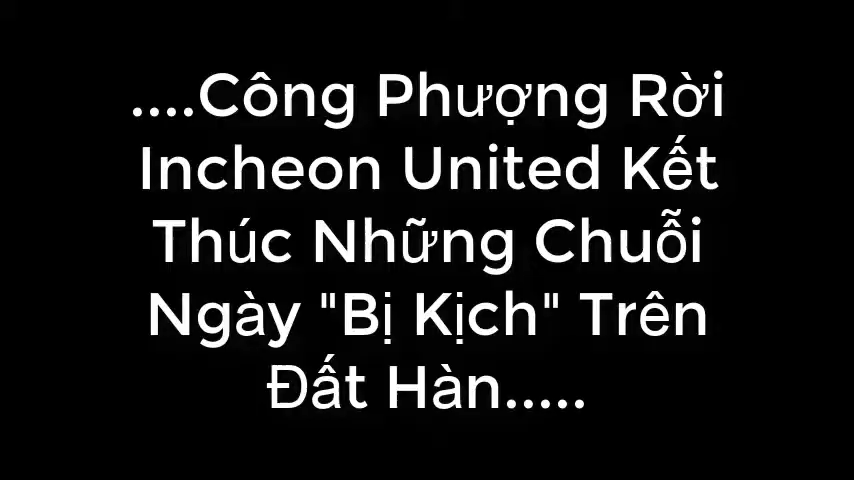 ....Công Phượng Rời
Incheon United Kết
Thúc Những Chuỗi
Ngày "Bị Kịch" Trên
Đất Hàn.....